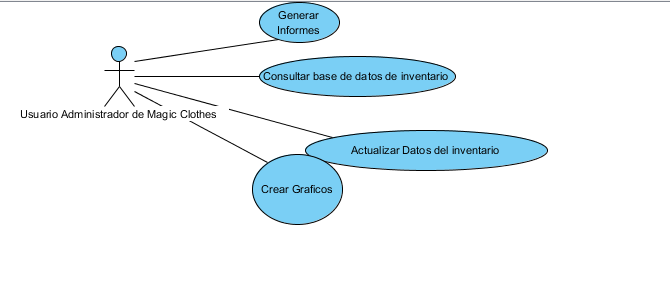 Generar
Informes
Consultar base de datos de inventario
Usuario Administrador de Magic Clothes
Actualizar Datos del inventario
Crear Graficos